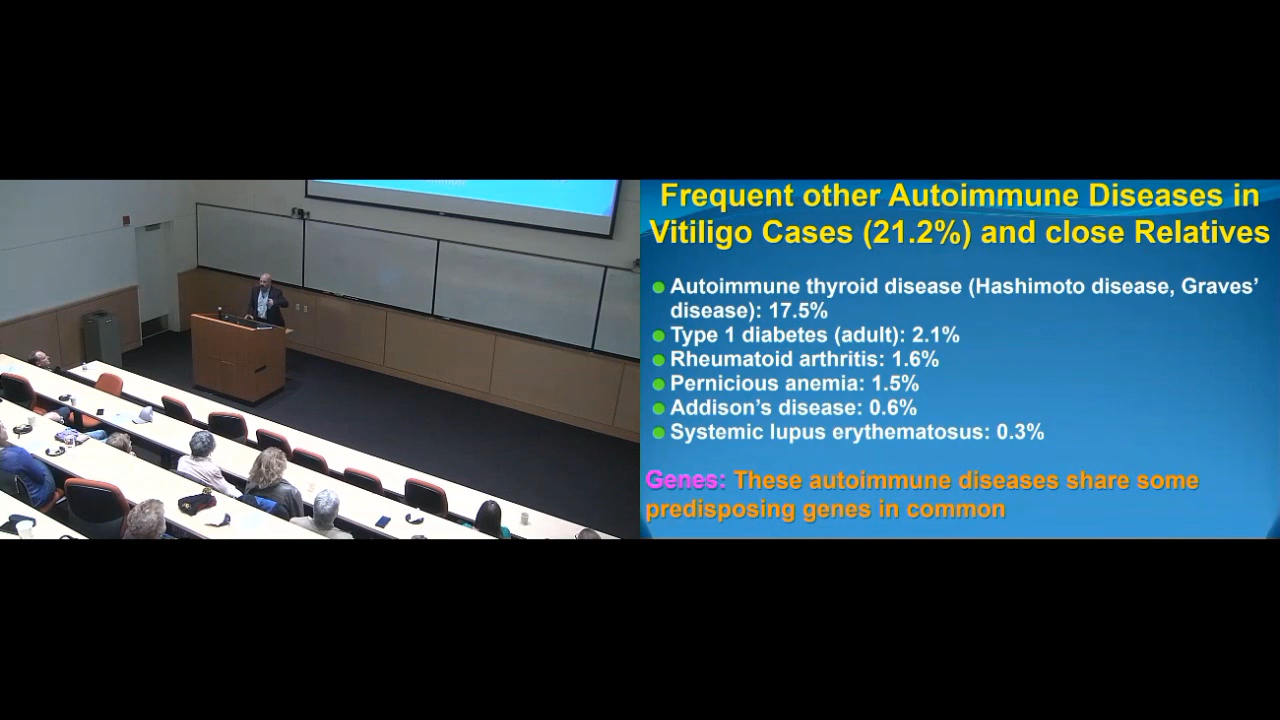 Frequent other Autoimmune Diseases in
Vitiligo Cases (21.2%) and close Relatives
Autoimmune thyroid disease (Hashimoto disease, Graves’
disease): 17.5%
Type 1 diabetes (adult): 2.1%
Rheumatoid arthritis: 1.6%
Pernicious anemia: 1.5%
Addison’s disease: 0.6%
Systemic lupus erythematosus: 0.3%
Genes: These autoimmune diseases share some
predisposing genes in common